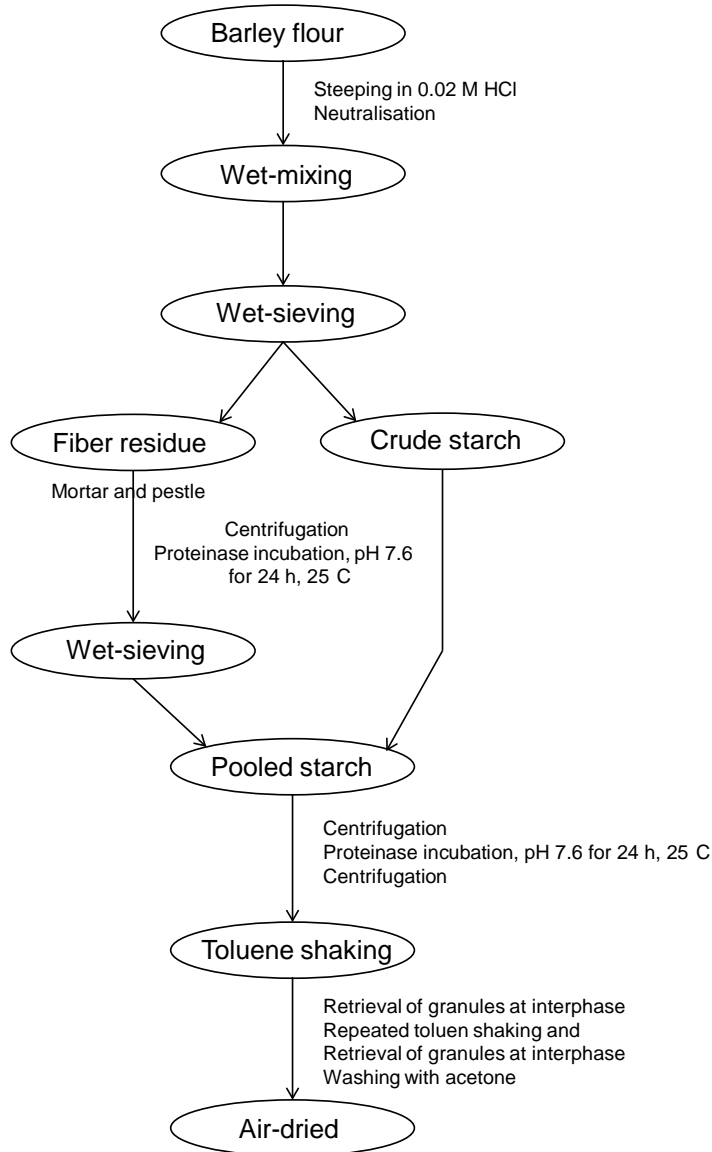 Barley flour
Steeping in 0.02 M HCl
Neutralisation
Wet-mixing
Wet-sieving
Fiber residue
Crude starch
Mortar and pestle
Centrifugation
Proteinase incubation, pH 7.6
for 24 h, 25 C
Wet-sieving
Pooled starch
Centrifugation
Proteinase incubation, pH 7.6 for 24 h, 25 C
Centrifugation
Toluene shaking
Retrieval of granules at interphase
Repeated toluen shaking and
Retrieval of granules at interphase
Washing with acetone
Air-dried